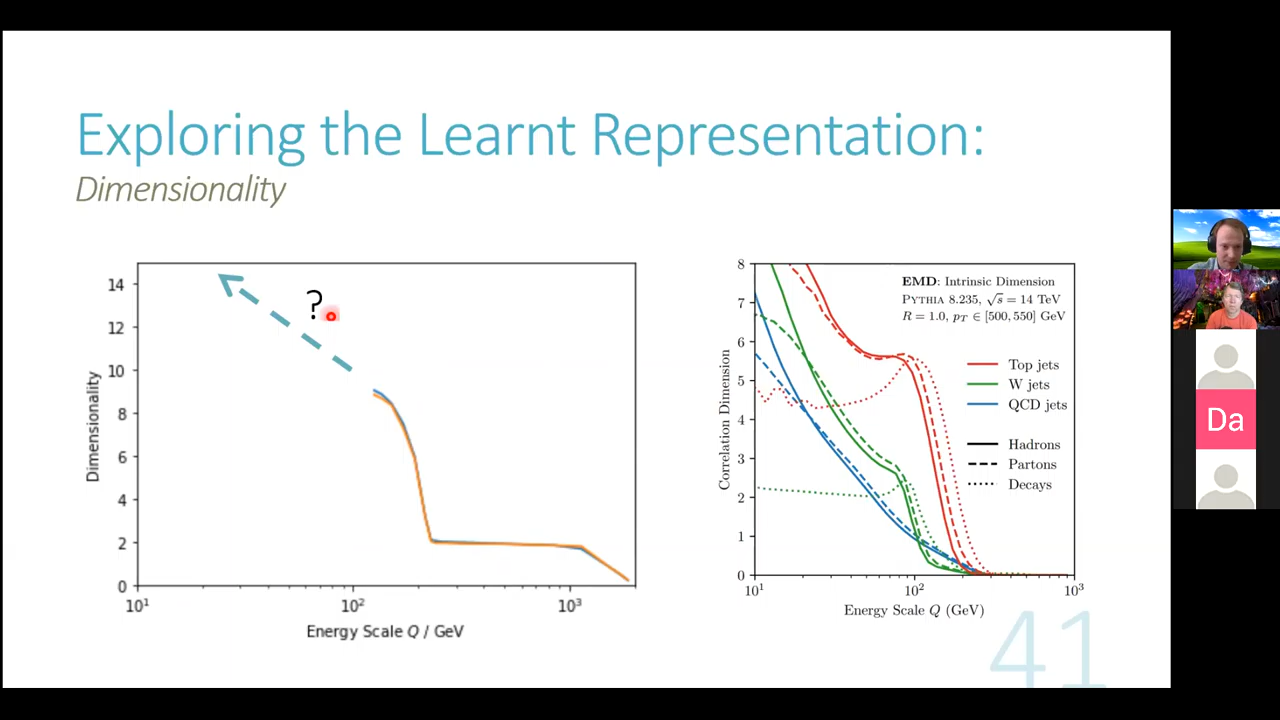 Exploring the Learnt Representation:
Dimensionality
14
12
10
8
6
4
2
0
Dimensionality
10¹
10²
10³
Energy Scale Q / GeV
?
8
7
6
5
4
3
2
1
0
Correlation Dimension
EMD: Intrinsic Dimension
PYTHIA 8.235, √s = 14 TeV
R = 1.0, p_T ∈ [500, 550] GeV
Top jets
W jets
QCD jets
Hadrons
Partons
Decays
10¹
10²
10³
Energy Scale Q (GeV)
41
Da